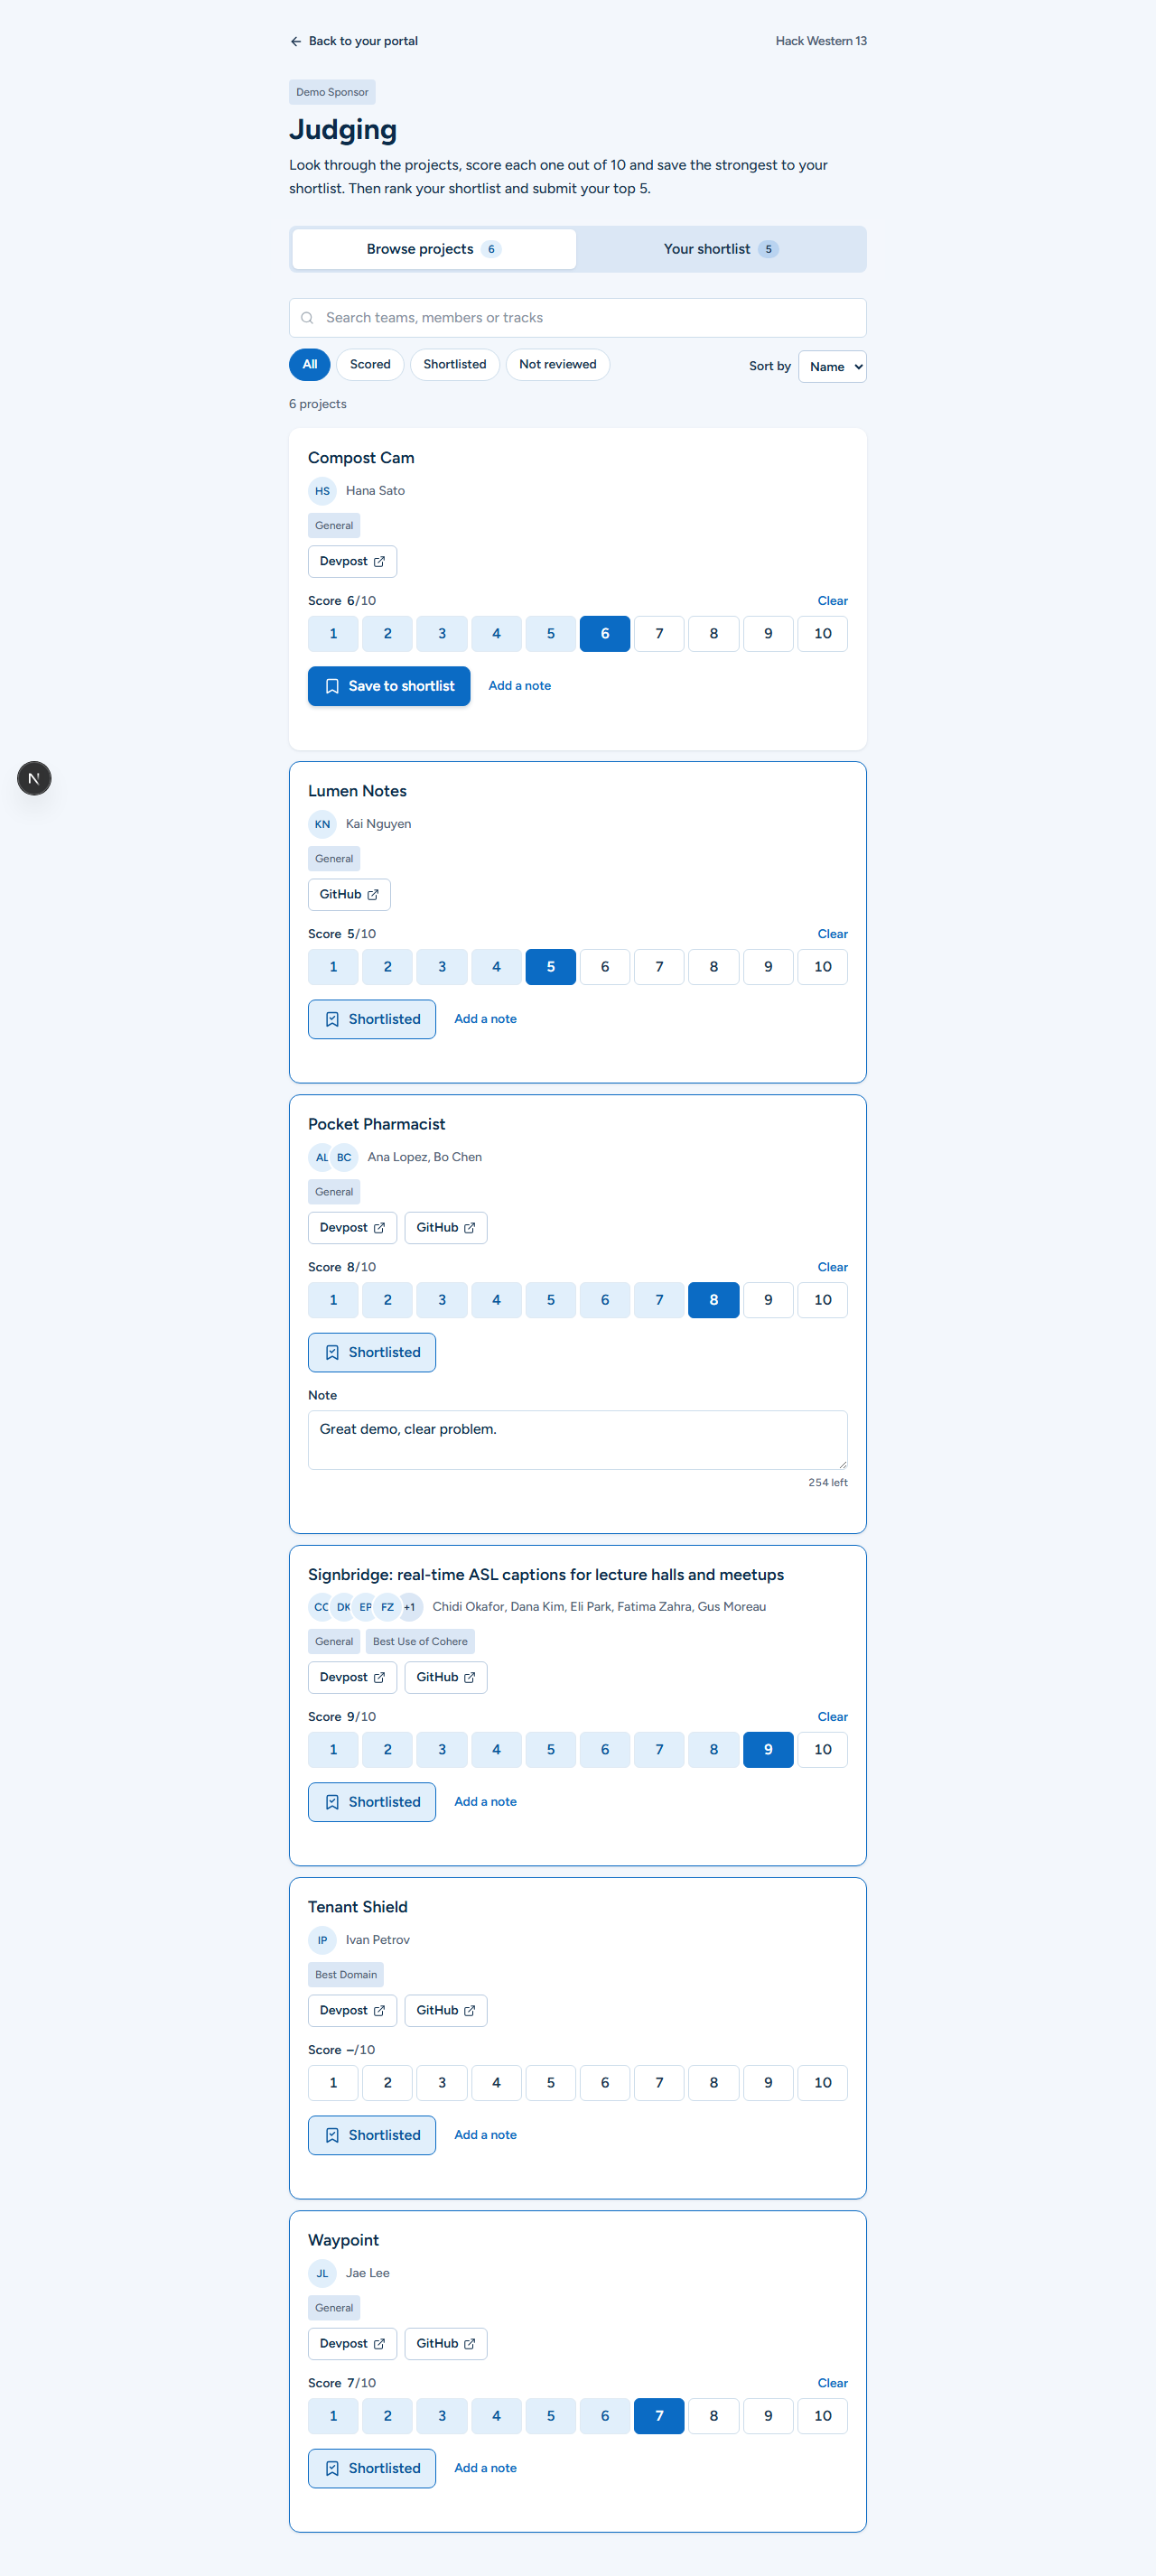 Back to your portal
Hack Western 13
Demo Sponsor
Judging
Look through the projects, score each one out of 10 and save the strongest to your
shortlist. Then rank your shortlist and submit your top 5.
Browse projects 6
Your shortlist 5
Search teams, members or tracks
All Scored Shortlisted Not reviewed
Sort by Name
6 projects
Compost Cam
HS Hana Sato
General
Devpost
Score 6/10 Clear
1 2 3 4 5 6 7 8 9 10
Save to shortlist Add a note
N
Lumen Notes
KN Kai Nguyen
General
GitHub
Score 5/10 Clear
1 2 3 4 5 6 7 8 9 10
Shortlisted Add a note
Pocket Pharmacist
AL BC Ana Lopez, Bo Chen
General
Devpost GitHub
Score 8/10 Clear
1 2 3 4 5 6 7 8 9 10
Shortlisted
Note
Great demo, clear problem.
254 left
Signbridge: real-time ASL captions for lecture halls and meetups
CO DK EP FZ +1 Chidi Okafor, Dana Kim, Eli Park, Fatima Zahra, Gus Moreau
General Best Use of Cohere
Devpost GitHub
Score 9/10 Clear
1 2 3 4 5 6 7 8 9 10
Shortlisted Add a note
Tenant Shield
IP Ivan Petrov
Best Domain
Devpost GitHub
Score –/10
1 2 3 4 5 6 7 8 9 10
Shortlisted Add a note
Waypoint
JL Jae Lee
General
Devpost GitHub
Score 7/10 Clear
1 2 3 4 5 6 7 8 9 10
Shortlisted Add a note